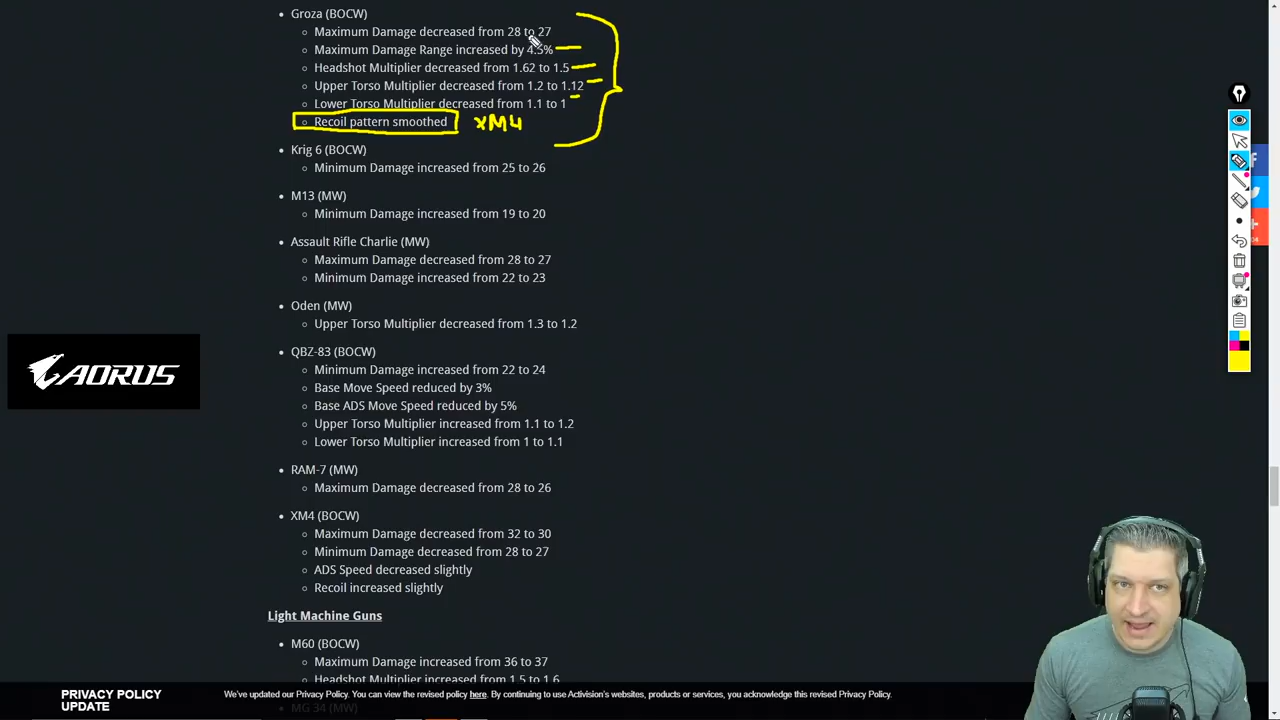 Groza (BOCW)
Maximum Damage decreased from 28 to 27
Maximum Damage Range increased by 4.5%
Headshot Multiplier decreased from 1.62 to 1.5
Upper Torso Multiplier decreased from 1.2 to 1.12
Lower Torso Multiplier decreased from 1.1 to 1
Recoil pattern smoothed XM4
Krig 6 (BOCW)
Minimum Damage increased from 25 to 26
M13 (MW)
Minimum Damage increased from 19 to 20
Assault Rifle Charlie (MW)
Maximum Damage decreased from 28 to 27
Minimum Damage increased from 22 to 23
Oden (MW)
Upper Torso Multiplier decreased from 1.3 to 1.2
QBZ-83 (BOCW)
Minimum Damage increased from 22 to 24
Base Move Speed reduced by 3%
Base ADS Move Speed reduced by 5%
Upper Torso Multiplier increased from 1.1 to 1.2
Lower Torso Multiplier increased from 1 to 1.1
AORUS
RAM-7 (MW)
Maximum Damage decreased from 28 to 26
XM4 (BOCW)
Maximum Damage decreased from 32 to 30
Minimum Damage decreased from 28 to 27
ADS Speed decreased slightly
Recoil increased slightly
Light Machine Guns
M60 (BOCW)
Maximum Damage increased from 36 to 37
Headshot Multiplier increased from 1.5 to 1.6
MG 34 (MW)
PRIVACY POLICY
UPDATE
We've updated our Privacy Policy. You can view the revised policy here. By continuing to use Activision's websites, products or services, you acknowledge this revised Privacy Policy.